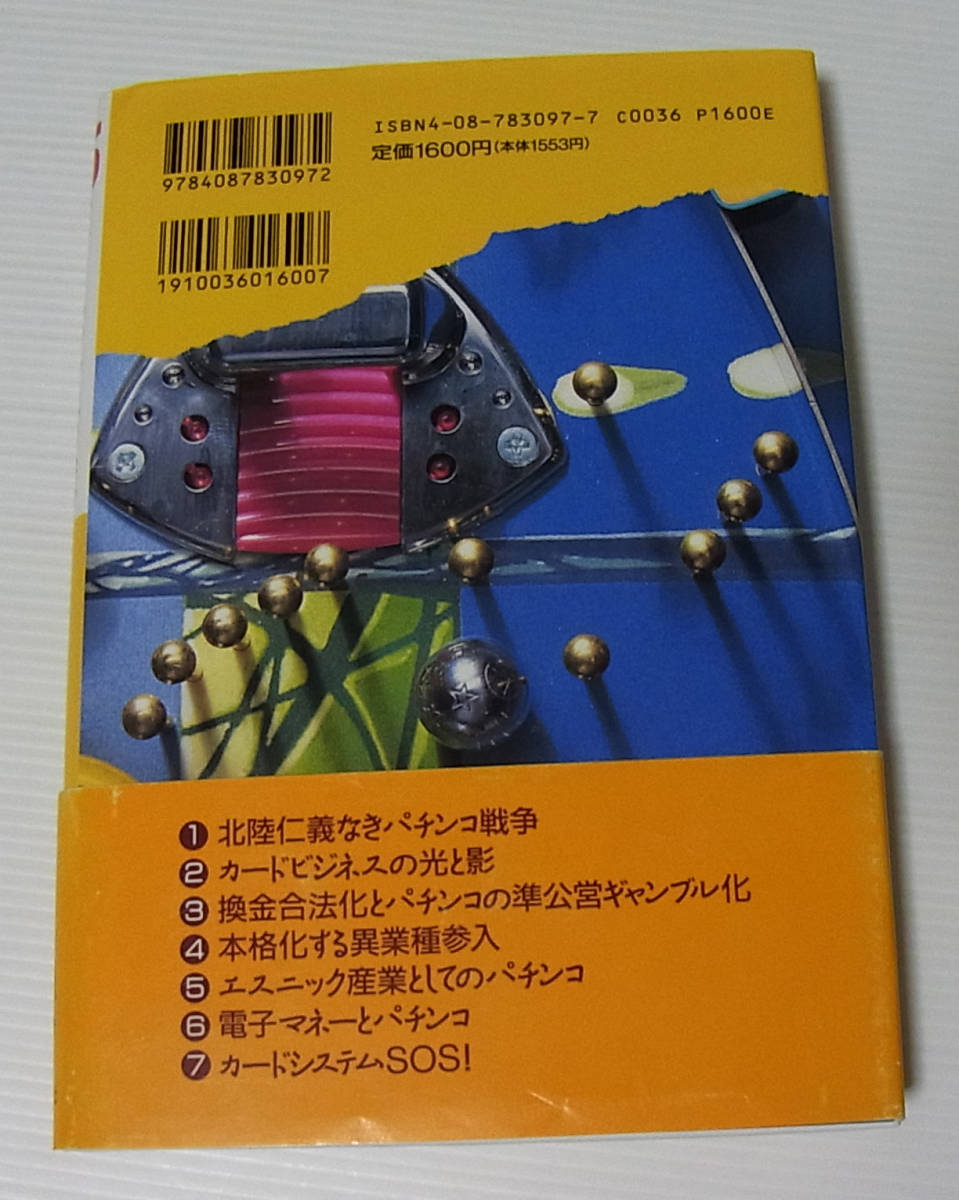 ISBN4-08-783097-7 C0036 P1600E
定価1600円(本体1553円)
9784087830972
1910036016007
❶ 北陸仁義なきパチンコ戦争
❷ カードビジネスの光と影
❸ 換金合法化とパチンコの準公営ギャンブル化
❹ 本格化する異業種参入
❺ エスニック産業としてのパチンコ
❻ 電子マネーとパチンコ
❼ カードシステムSOS!